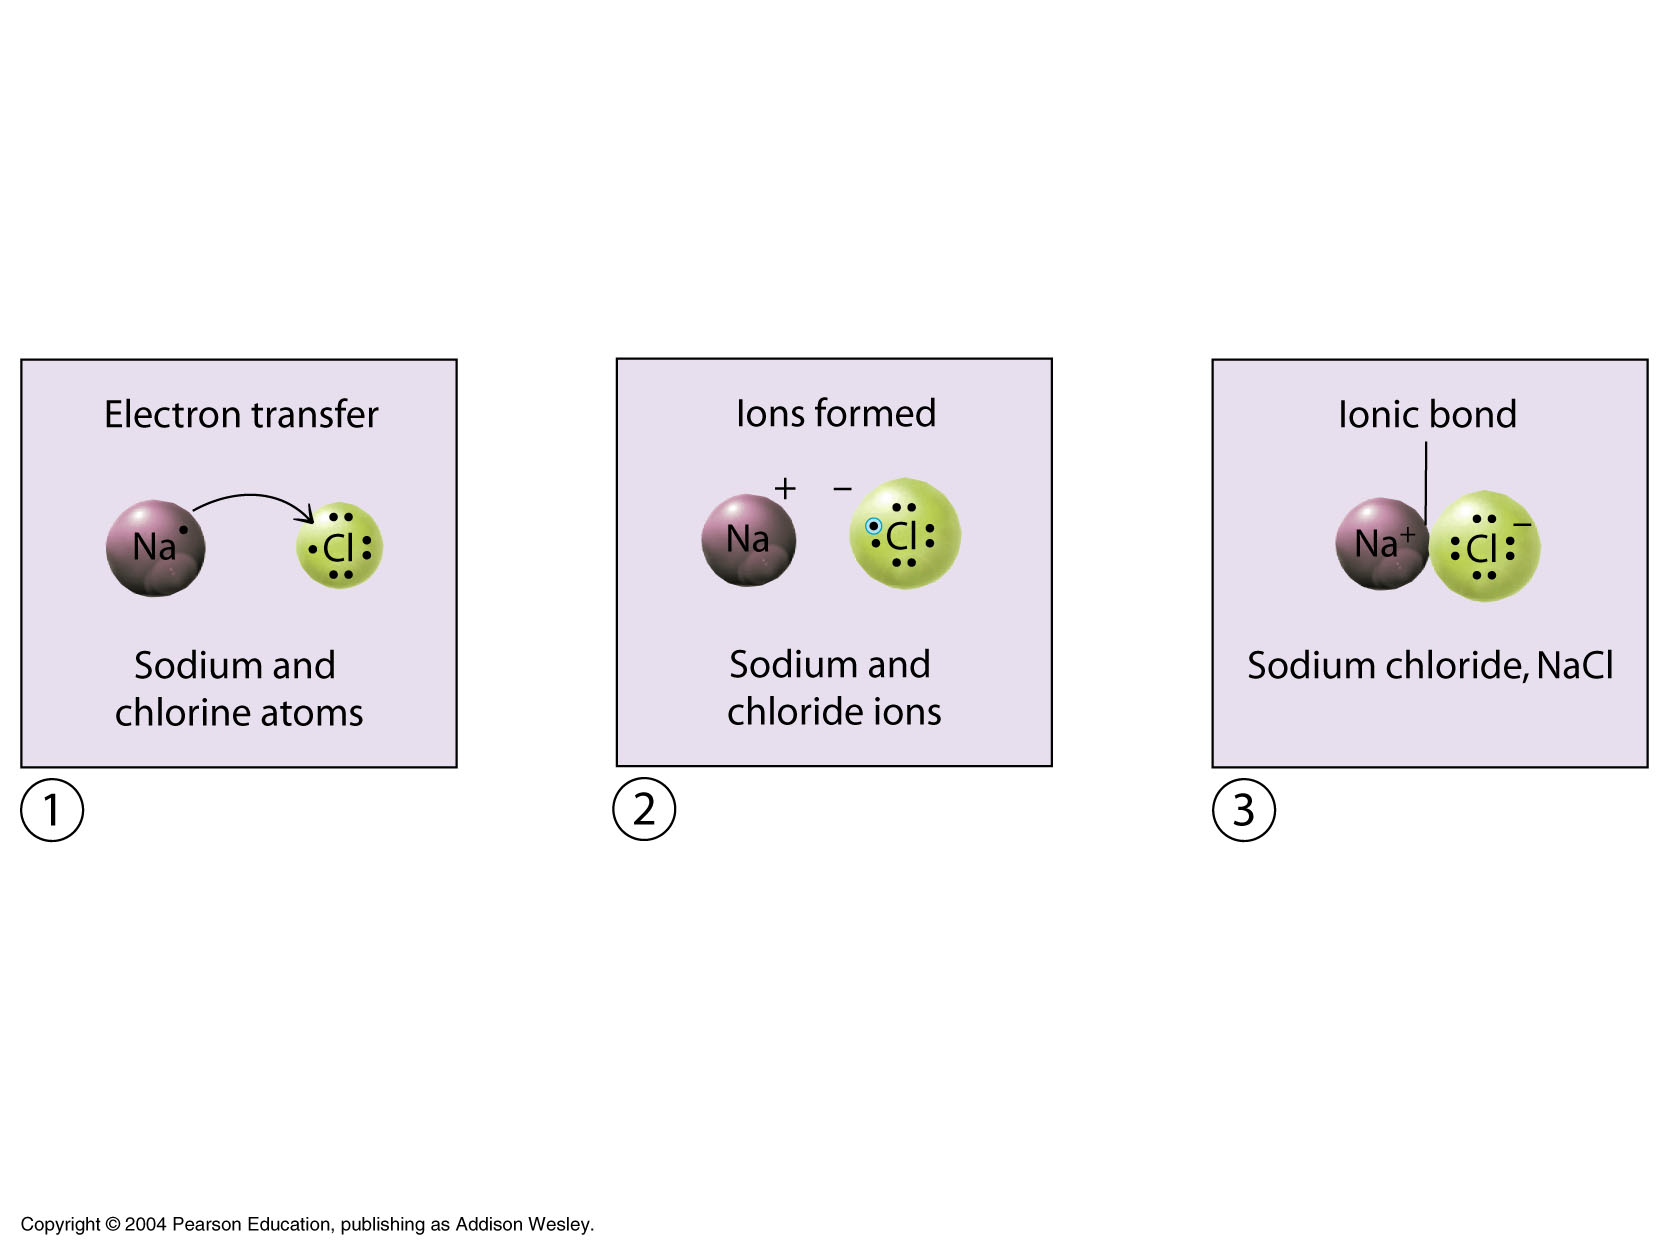 Electron transfer
Na
Cl
Sodium and
chlorine atoms
1
Ions formed
+ −
Na
Cl
Sodium and
chloride ions
2
Ionic bond
Na+
Cl −
Sodium chloride, NaCl
3
Copyright © 2004 Pearson Education, publishing as Addison Wesley.